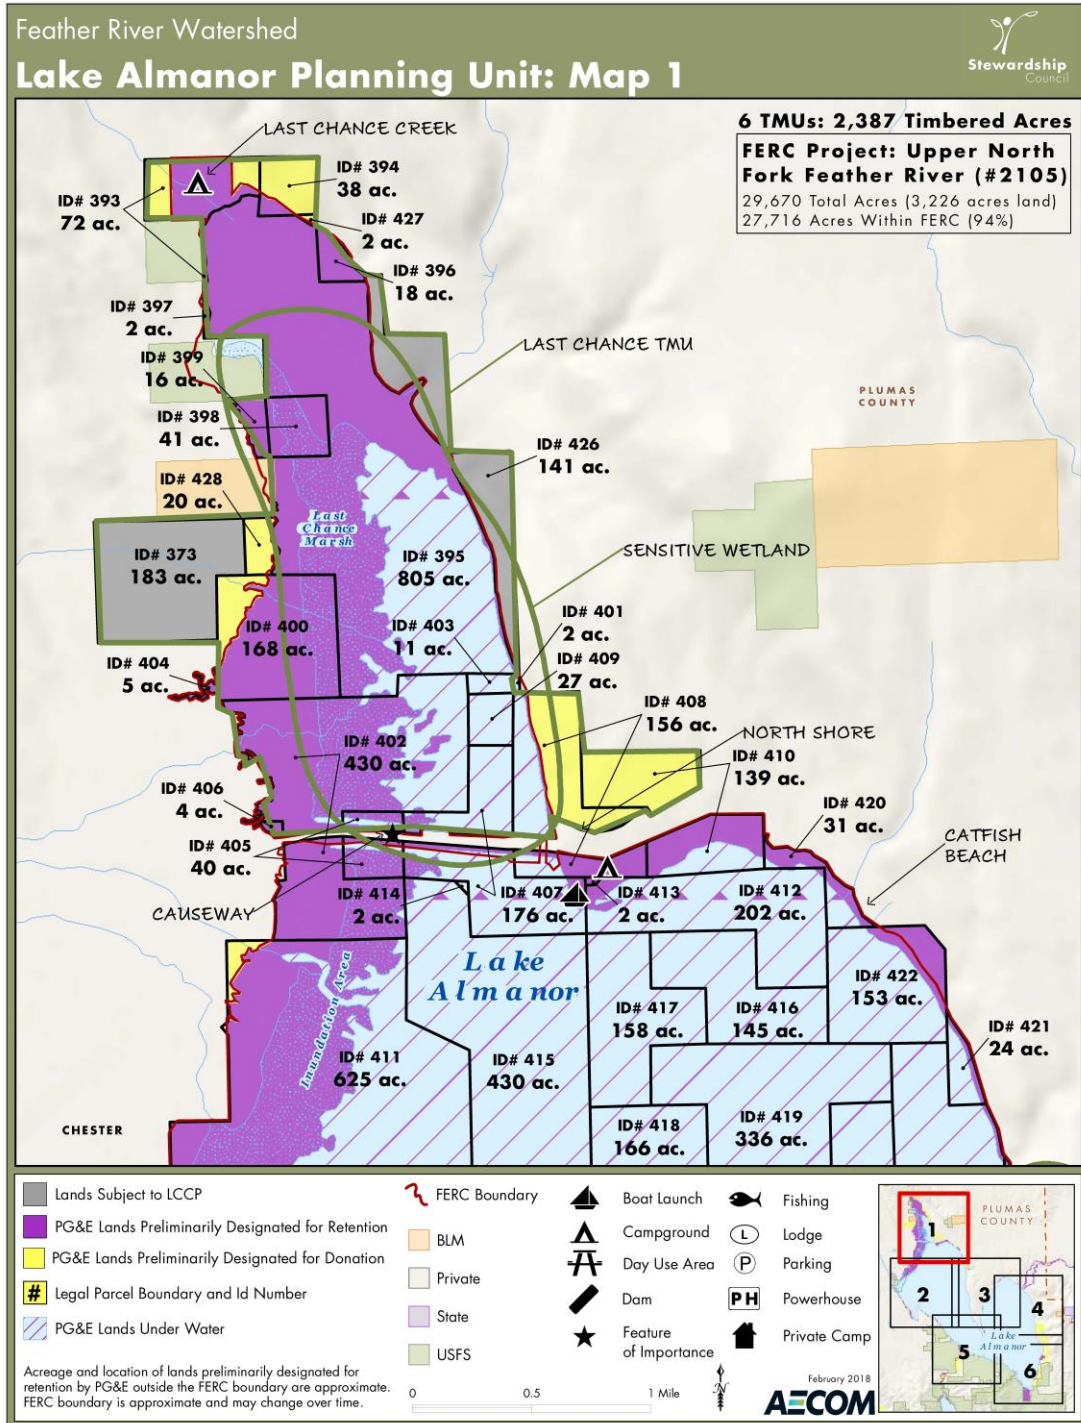 Feather River Watershed
Lake Almanor Planning Unit: Map 1
Stewardship
Council
6 TMUs: 2,387 Timbered Acres
FERC Project: Upper North
Fork Feather River (#2105)
29,670 Total Acres (3,226 acres land)
27,716 Acres Within FERC (94%)
LAST CHANCE CREEK
ID# 394
38 ac.
ID# 393
72 ac.
ID# 427
2 ac.
ID# 396
18 ac.
ID# 397
2 ac.
LAST CHANCE TMU
ID# 399
16 ac.
PLUMAS
COUNTY
ID# 398
41 ac.
ID# 426
141 ac.
ID# 428
20 ac.
Last
Chance
Marsh
SENSITIVE WETLAND
ID# 373
183 ac.
ID# 395
805 ac.
ID# 401
2 ac.
ID# 400
168 ac.
ID# 403
11 ac.
ID# 409
27 ac.
ID# 404
5 ac.
ID# 408
156 ac.
NORTH SHORE
ID# 402
430 ac.
ID# 410
139 ac.
ID# 406
4 ac.
ID# 420
31 ac.
ID# 405
40 ac.
CATFISH
BEACH
CAUSEWAY
ID# 414
2 ac.
ID# 407
176 ac.
ID# 413
2 ac.
ID# 412
202 ac.
Lake
Almanor
Inundation Area
ID# 422
153 ac.
ID# 417
158 ac.
ID# 416
145 ac.
ID# 421
24 ac.
ID# 411
625 ac.
ID# 415
430 ac.
CHESTER
ID# 418
166 ac.
ID# 419
336 ac.
Lands Subject to LCCP
PG&E Lands Preliminarily Designated for Retention
PG&E Lands Preliminarily Designated for Donation
# Legal Parcel Boundary and Id Number
PG&E Lands Under Water
Acreage and location of lands preliminarily designated for
retention by PG&E outside the FERC boundary are approximate.
FERC boundary is approximate and may change over time.
FERC Boundary
BLM
Private
State
USFS
Boat Launch
Campground
Day Use Area
Dam
Feature
of Importance
Fishing
L Lodge
P Parking
PH Powerhouse
Private Camp
0 0.5 1 Mile
N
February 2018
AECOM
PLUMAS
COUNTY
1
2
3
4
Lake
Almanor
5
6